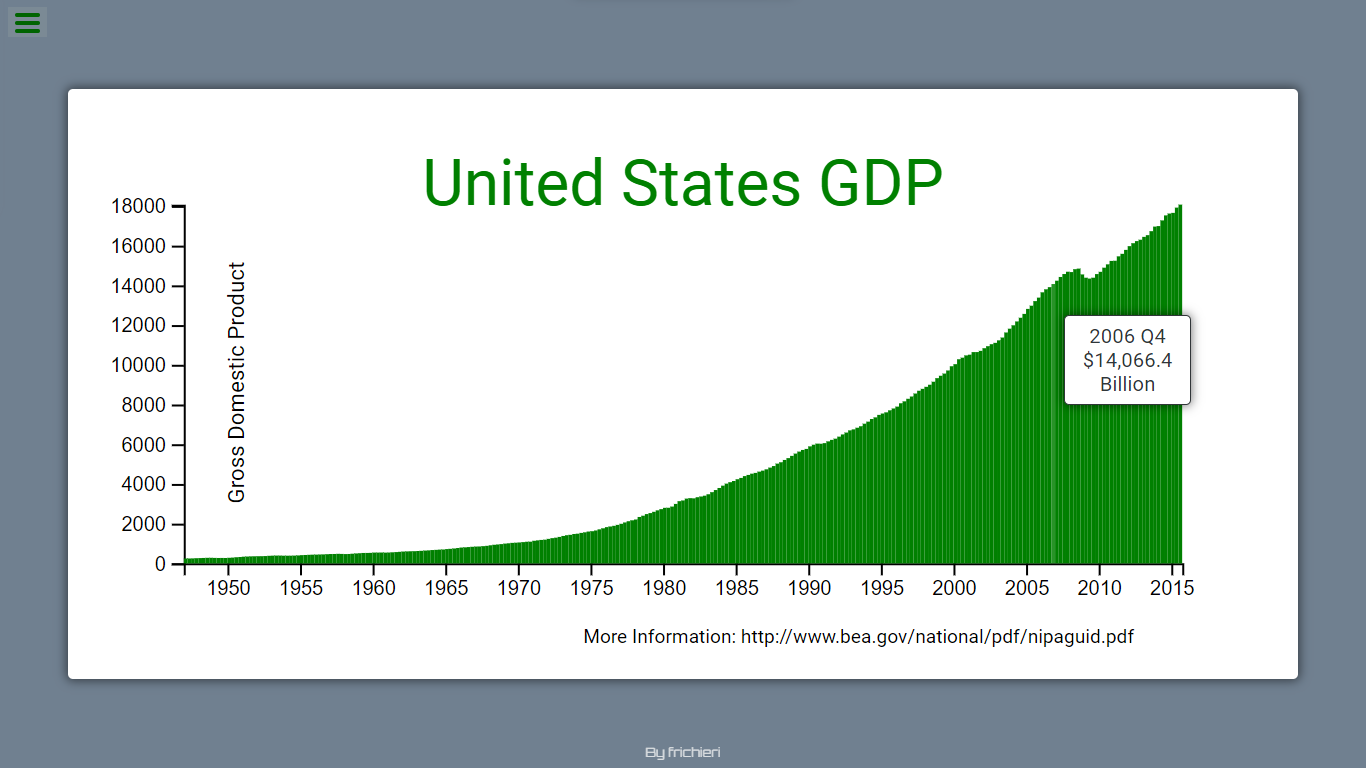 United States GDP
18000
16000
14000
12000
10000
8000
6000
4000
2000
0
Gross Domestic Product
2006 Q4
$14,066.4
Billion
1950 1955 1960 1965 1970 1975 1980 1985 1990 1995 2000 2005 2010 2015
More Information: http://www.bea.gov/national/pdf/nipaguid.pdf
By frichieri